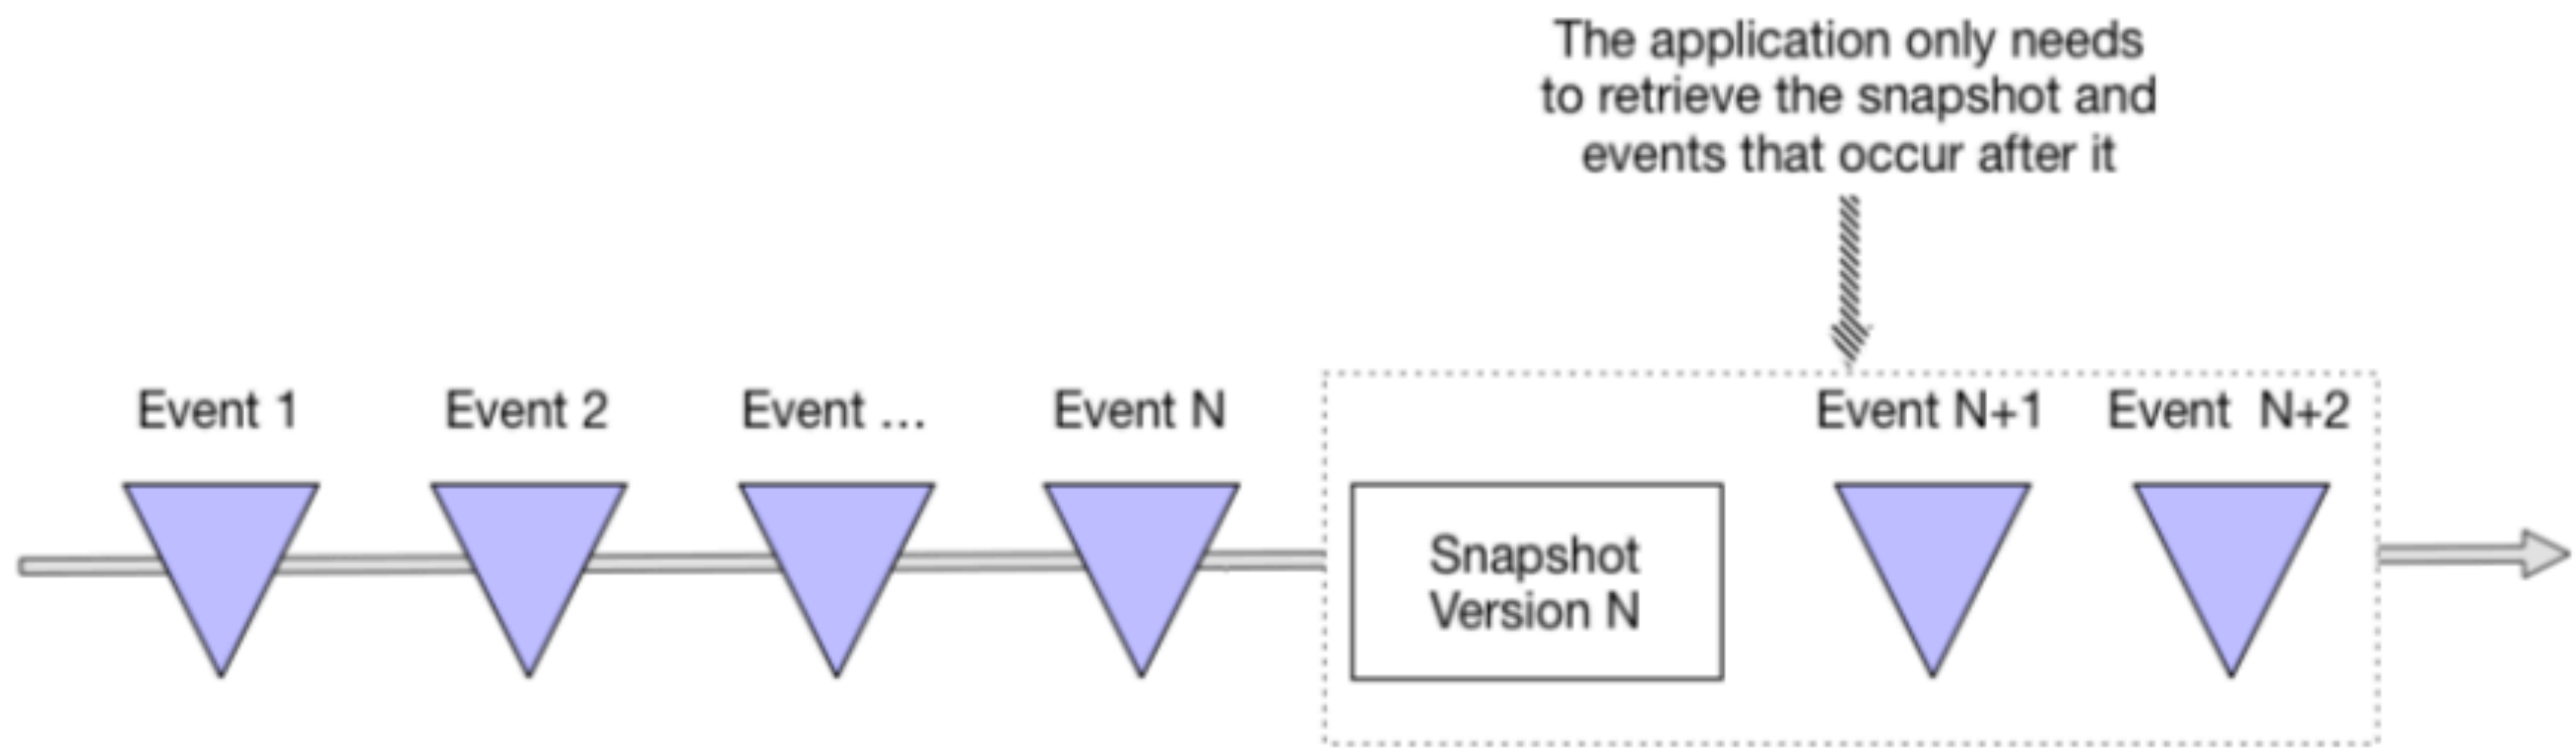 The application only needs
to retrieve the snapshot and
events that occur after it
Event 1
Event 2
Event ...
Event N
Event N+1
Event N+2
Snapshot
Version N